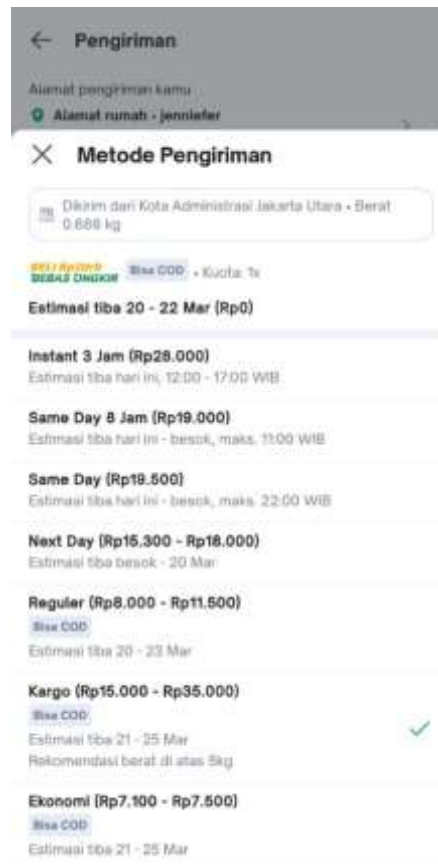 Pengiriman
Alamat pengiriman kamu
Alamat rumah • jenniefer
Metode Pengiriman
Dikirim dari Kota Administrasi Jakarta Utara • Berat
0.686 kg
BEBAS ONGKIR
Bisa COD • Kuota: 1x
Estimasi tiba 20 - 22 Mar (Rp0)
Instant 3 Jam (Rp28.000)
Estimasi tiba hari ini, 12:00 - 17:00 WIB
Same Day 8 Jam (Rp19.000)
Estimasi tiba hari ini - besok, maks. 11:00 WIB
Same Day (Rp19.500)
Estimasi tiba hari ini - besok, maks. 22:00 WIB
Next Day (Rp15.300 - Rp18.000)
Estimasi tiba besok - 20 Mar
Reguler (Rp8.000 - Rp11.500)
Bisa COD
Estimasi tiba 20 - 23 Mar
Kargo (Rp15.000 - Rp35.000)
Bisa COD
Estimasi tiba 21 - 25 Mar
Rekomendasi berat di atas 5kg
Ekonomi (Rp7.100 - Rp7.500)
Bisa COD
Estimasi tiba 21 - 25 Mar